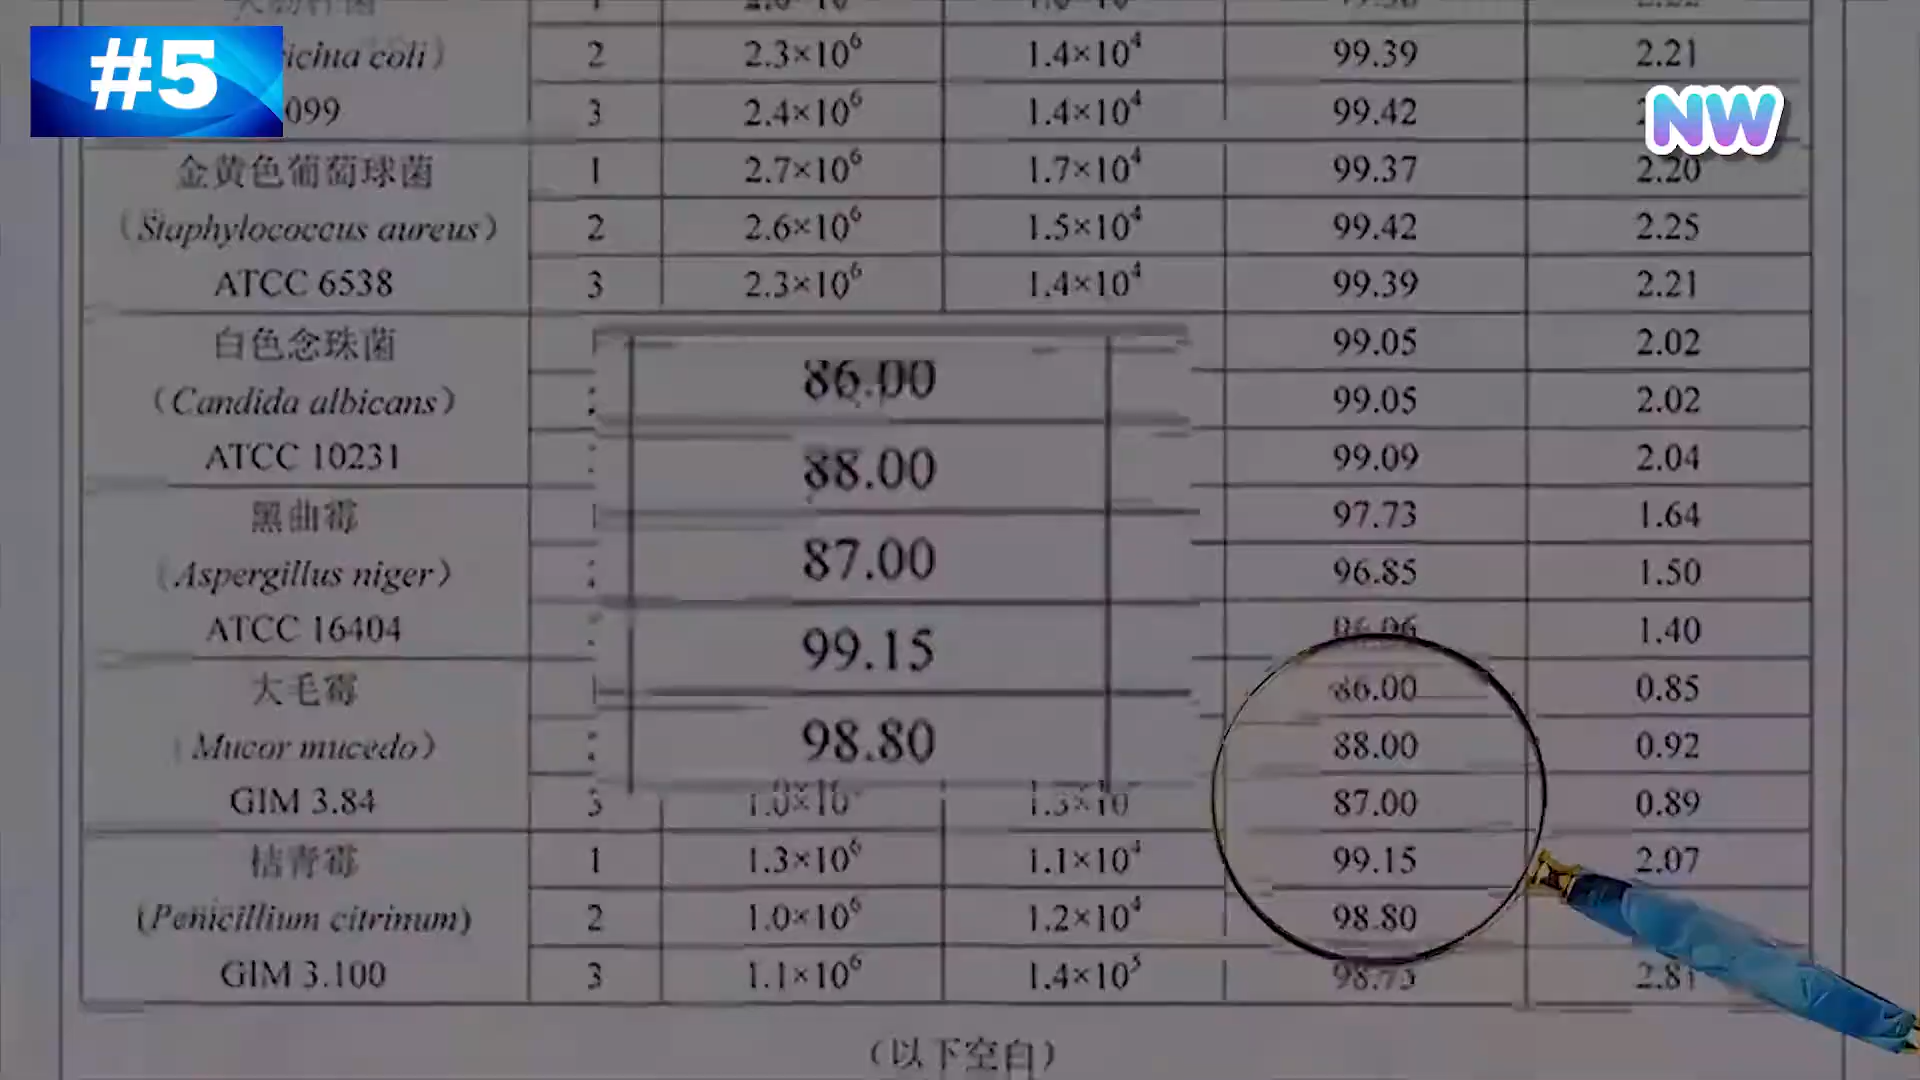 #5
NW
2 2.3×10⁶ 1.4×10⁴ 99.39 2.21
coli)
099 3 2.4×10⁶ 1.4×10⁴ 99.42
金黄色葡萄球菌 1 2.7×10⁶ 1.7×10⁴ 99.37 2.20
(Staphylococcus aureus) 2 2.6×10⁶ 1.5×10⁴ 99.42 2.25
ATCC 6538 3 2.3×10⁶ 1.4×10⁴ 99.39 2.21
白色念珠菌 99.05 2.02
(Candida albicans) 99.05 2.02
ATCC 10231 99.09 2.04
黑曲霉 97.73 1.64
(Aspergillus niger) 96.85 1.50
ATCC 16404 1.40
大毛霉 86.00 0.85
(Mucor mucedo) 88.00 0.92
GIM 3.84 3 87.00 0.89
桔青霉 1 1.3×10⁶ 1.1×10⁴ 99.15 2.07
(Penicillium citrinum) 2 1.0×10⁶ 1.2×10⁴ 98.80
GIM 3.100 3 1.1×10⁶ 98.73 2.81
86.00
88.00
87.00
99.15
98.80
(以下空白)